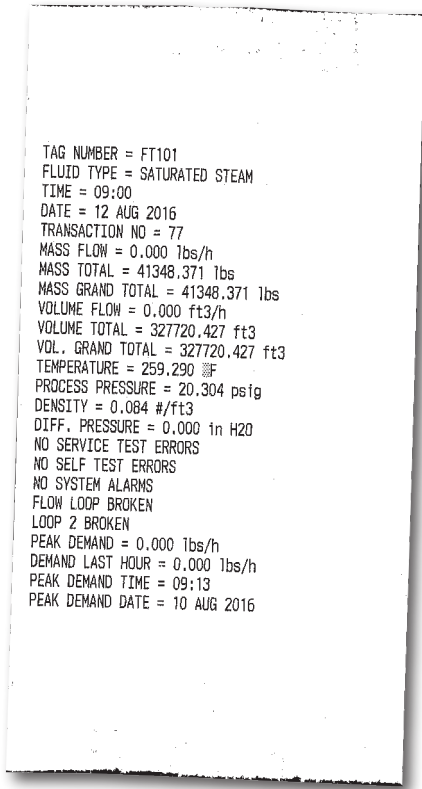 TAG NUMBER = FT101
FLUID TYPE = SATURATED STEAM
TIME = 09:00
DATE = 12 AUG 2016
TRANSACTION NO = 77
MASS FLOW = 0.000 lbs/h
MASS TOTAL = 41348.371 lbs
MASS GRAND TOTAL = 41348.371 lbs
VOLUME FLOW = 0.000 ft3/h
VOLUME TOTAL = 327720.427 ft3
VOL. GRAND TOTAL = 327720.427 ft3
TEMPERATURE = 259.290 ░F
PROCESS PRESSURE = 20.304 psig
DENSITY = 0.084 #/ft3
DIFF. PRESSURE = 0.000 in H20
NO SERVICE TEST ERRORS
NO SELF TEST ERRORS
NO SYSTEM ALARMS
FLOW LOOP BROKEN
LOOP 2 BROKEN
PEAK DEMAND = 0.000 lbs/h
DEMAND LAST HOUR = 0.000 lbs/h
PEAK DEMAND TIME = 09:13
PEAK DEMAND DATE = 10 AUG 2016